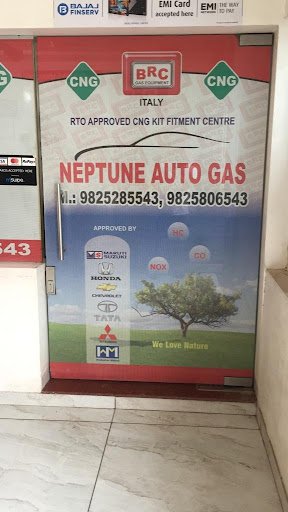 BAJAJ
FINSERV
EMI Card
accepted here
EMI
NETWORK
THE WAY
TO PAY
CNG
BRC
GAS EQUIPMENT
CNG
ITALY
RTO APPROVED CNG KIT FITMENT CENTRE
NEPTUNE AUTO GAS
M.: 9825285543, 9825806543
543
APPROVED BY
HC
CO
NOX
MARUTI
SUZUKI
HONDA
CHEVROLET
TATA
MITSUBISHI
HM
We Love Nature